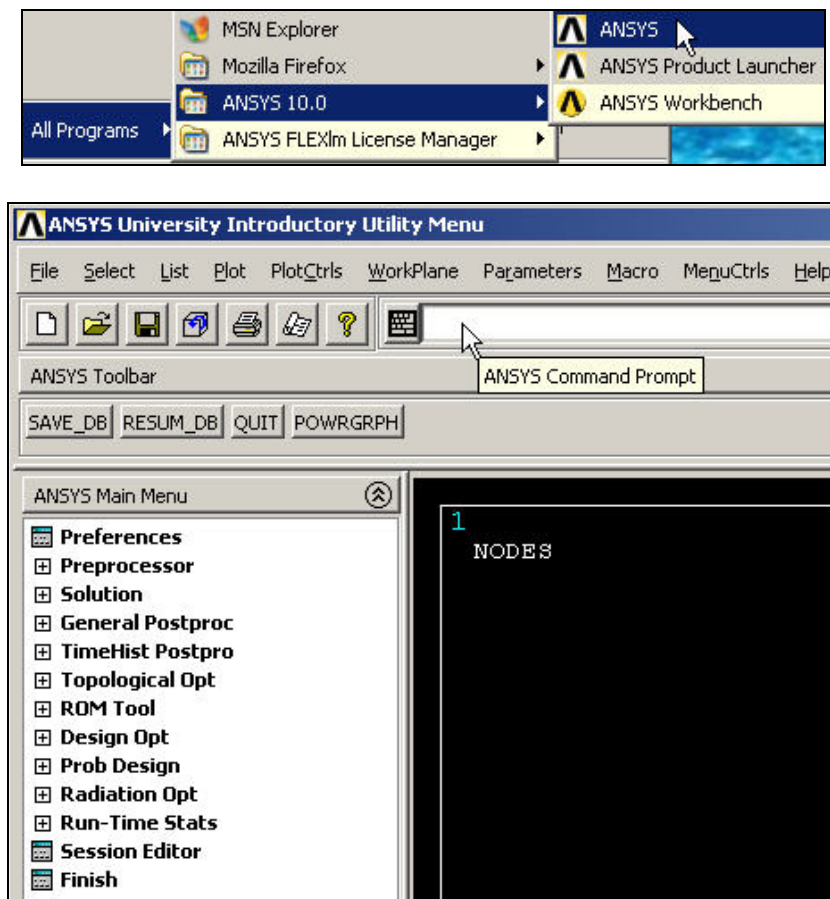 MSN Explorer
ANSYS
Mozilla Firefox
ANSYS Product Launcher
ANSYS 10.0
ANSYS Workbench
All Programs
ANSYS FLEXlm License Manager
ANSYS University Introductory Utility Menu
File Select List Plot PlotCtrls WorkPlane Parameters Macro MenuCtrls Help
ANSYS Toolbar
ANSYS Command Prompt
SAVE_DB RESUM_DB QUIT POWRGRPH
ANSYS Main Menu
1
NODES
Preferences
Preprocessor
Solution
General Postproc
TimeHist Postpro
Topological Opt
ROM Tool
Design Opt
Prob Design
Radiation Opt
Run-Time Stats
Session Editor
Finish